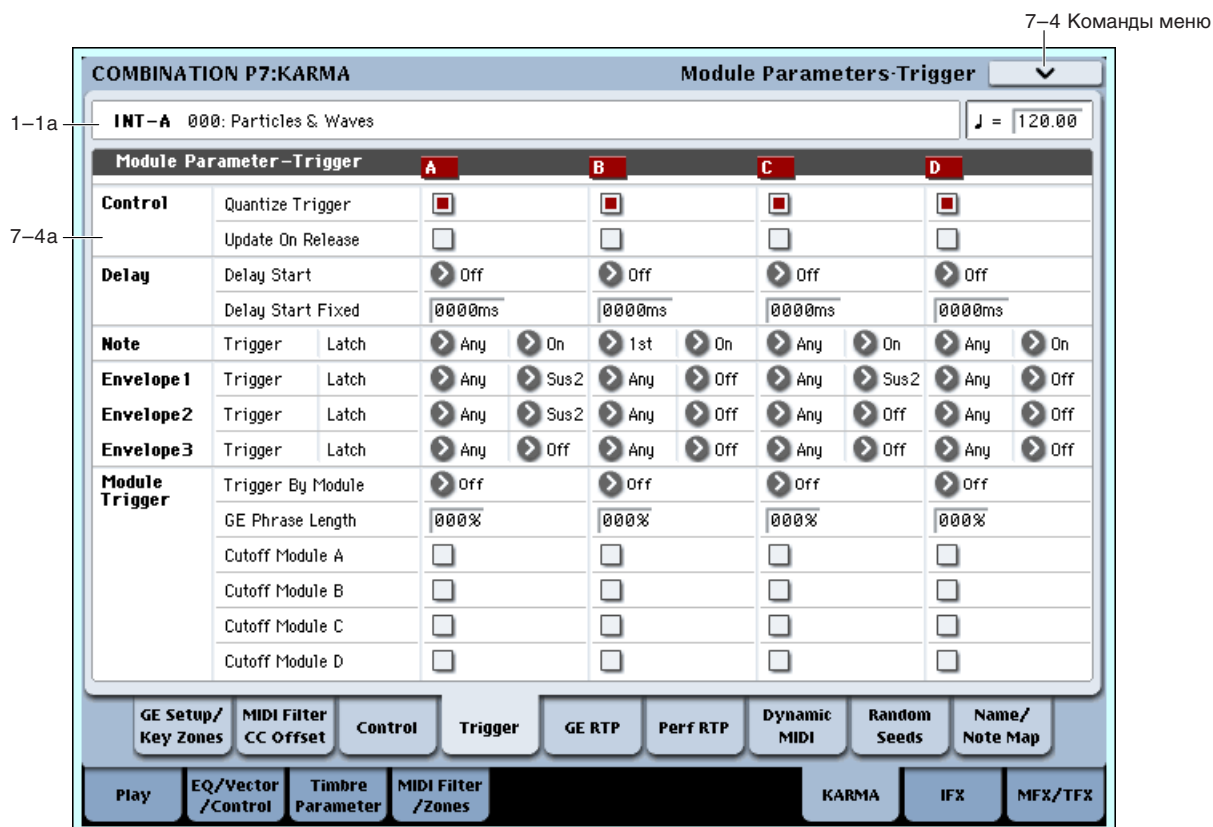 7–4 Команды меню
COMBINATION P7:KARMA Module Parameters-Trigger
1–1a INT-A 000: Particles & Waves ♩ = 120.00
Module Parameter-Trigger A B C D
Control Quantize Trigger
7–4a Update On Release
Delay Delay Start Off Off Off Off
Delay Start Fixed 0000ms 0000ms 0000ms 0000ms
Note Trigger Latch Any On 1st On Any On Any On
Envelope1 Trigger Latch Any Sus2 Any Off Any Sus2 Any Off
Envelope2 Trigger Latch Any Sus2 Any Off Any Off Any Off
Envelope3 Trigger Latch Any Off Any Off Any Off Any Off
Module Trigger Trigger By Module Off Off Off Off
GE Phrase Length 000% 000% 000% 000%
Cutoff Module A
Cutoff Module B
Cutoff Module C
Cutoff Module D
GE Setup/ Key Zones MIDI Filter CC Offset Control Trigger GE RTP Perf RTP Dynamic MIDI Random Seeds Name/ Note Map
Play EQ/Vector /Control Timbre Parameter MIDI Filter /Zones KARMA IFX MFX/TFX